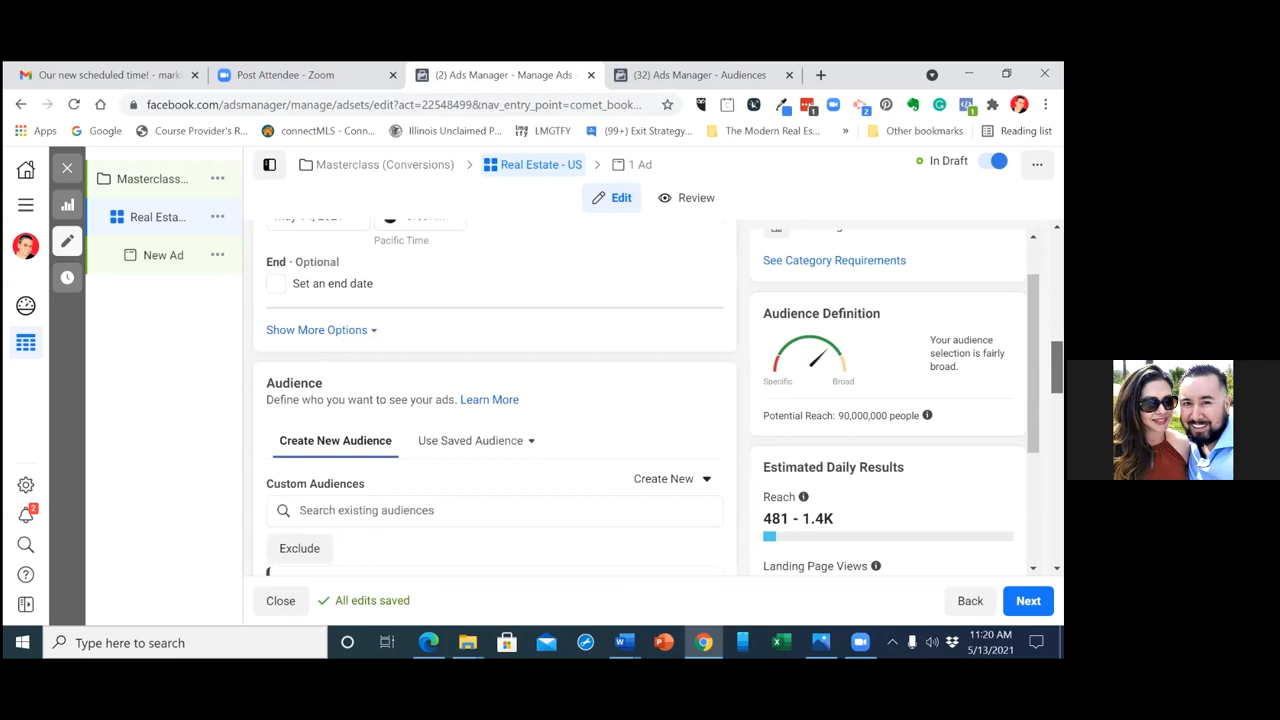 Our new scheduled time! - mark
Post Attendee - Zoom
(2) Ads Manager - Manage Ads -
(32) Ads Manager - Audiences
facebook.com/adsmanager/manage/adsets/edit?act=22548499&nav_entry_point=comet_book...
Apps
Google
Course Provider's R...
connectMLS - Conn...
Illinois Unclaimed P...
LMGTFY
(99+) Exit Strategy...
The Modern Real Es...
»
Other bookmarks
Reading list
Masterclass...
Real Esta...
New Ad
Masterclass (Conversions)
Real Estate - US
1 Ad
In Draft
Edit
Review
Pacific Time
End • Optional
Set an end date
Show More Options
Audience
Define who you want to see your ads. Learn More
Create New Audience
Use Saved Audience
Custom Audiences
Create New
Search existing audiences
Exclude
See Category Requirements
Audience Definition
Your audience
selection is fairly
broad.
Specific
Broad
Potential Reach: 90,000,000 people
Estimated Daily Results
Reach
481 - 1.4K
Landing Page Views
Close
All edits saved
Back
Next
Type here to search
11:20 AM
5/13/2021